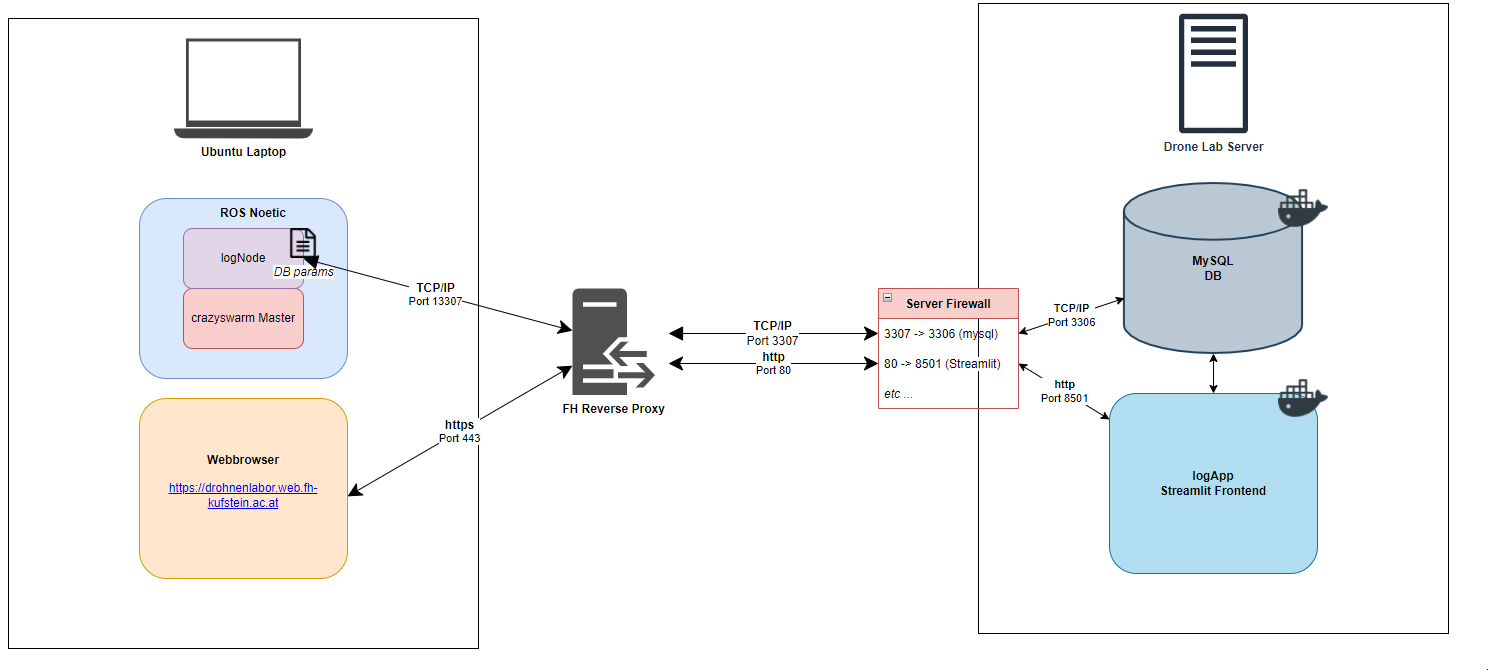 Ubuntu Laptop
ROS Noetic
logNode
DB params
crazyswarm Master
Webbrowser
https://drohnenlabor.web.fh-
kufstein.ac.at
TCP/IP
Port 13307
https
Port 443
FH Reverse Proxy
TCP/IP
Port 3307
http
Port 80
Server Firewall
3307 -> 3306 (mysql)
80 -> 8501 (Streamlit)
etc ...
TCP/IP
Port 3306
http
Port 8501
Drone Lab Server
MySQL
DB
logApp
Streamlit Frontend